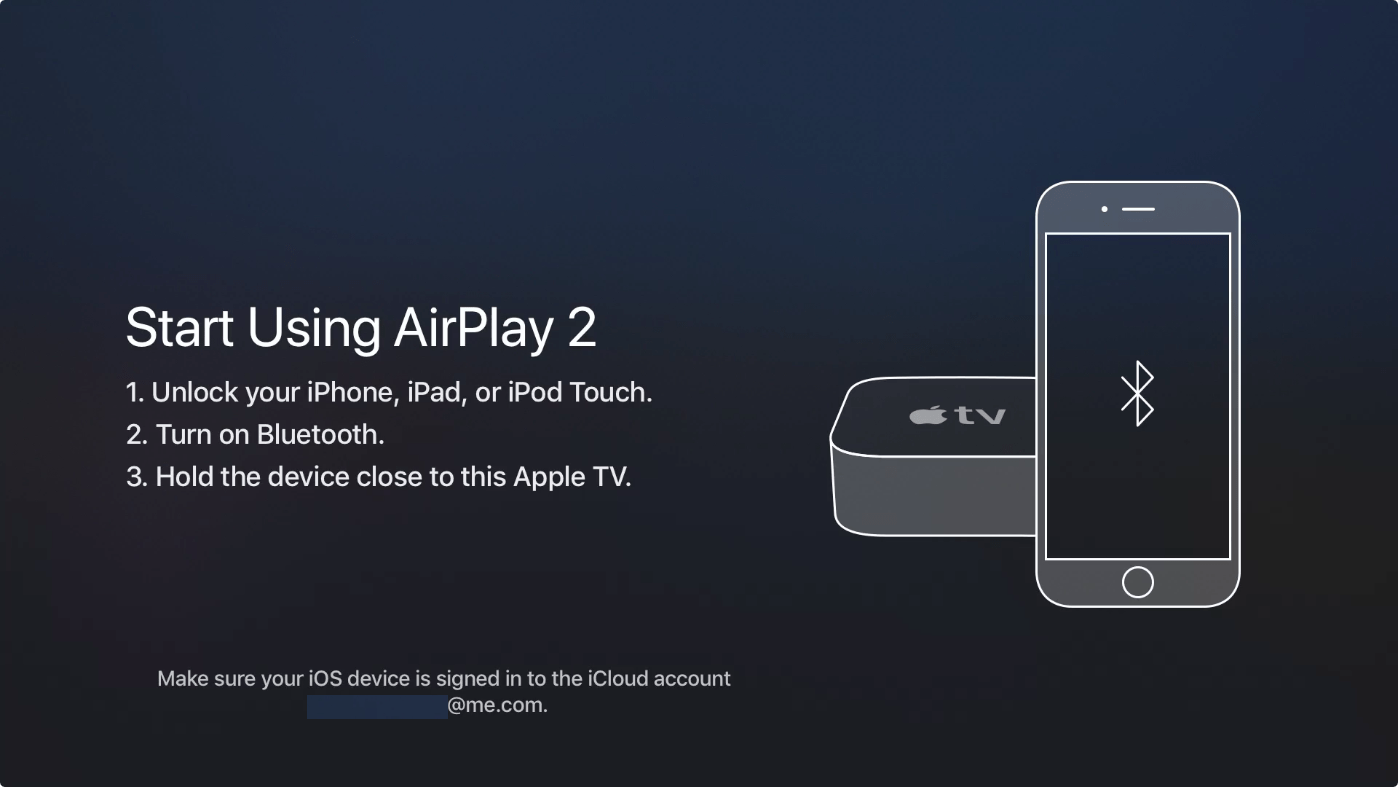 Start Using AirPlay 2
1. Unlock your iPhone, iPad, or iPod Touch.
2. Turn on Bluetooth.
3. Hold the device close to this Apple TV.
tv
Make sure your iOS device is signed in to the iCloud account
@me.com.